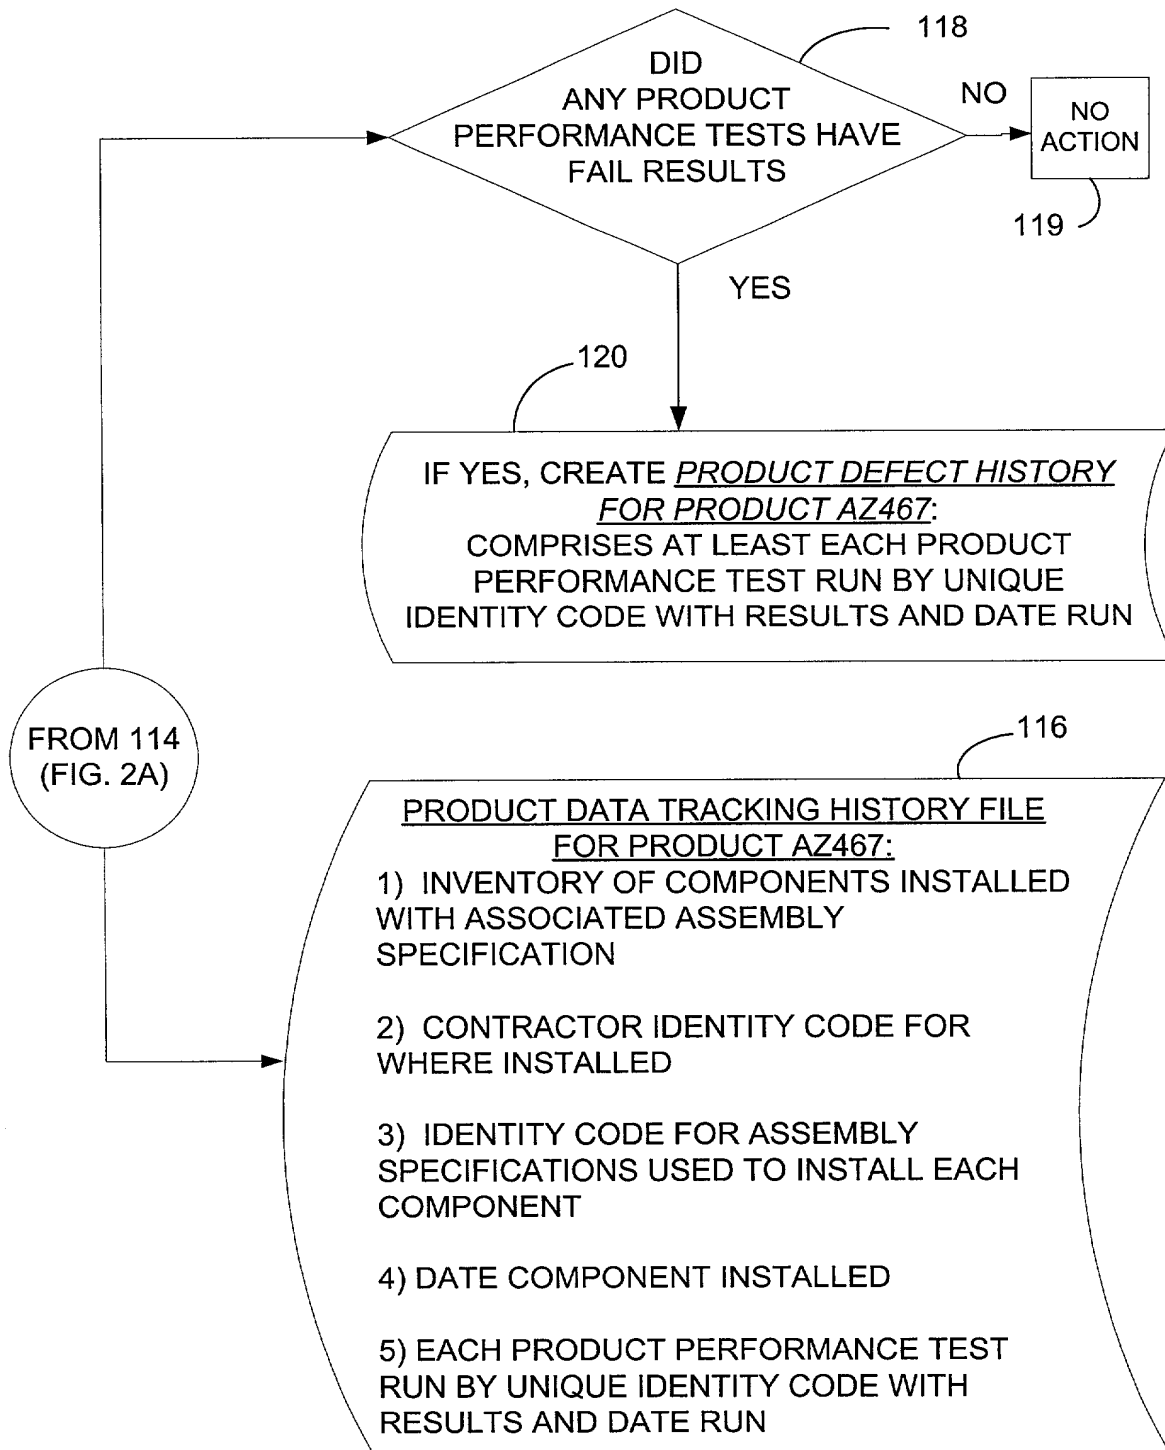 118
DID
ANY PRODUCT
PERFORMANCE TESTS HAVE
FAIL RESULTS
NO
NO
ACTION
119
YES
120
IF YES, CREATE PRODUCT DEFECT HISTORY
FOR PRODUCT AZ467:
COMPRISES AT LEAST EACH PRODUCT
PERFORMANCE TEST RUN BY UNIQUE
IDENTITY CODE WITH RESULTS AND DATE RUN
FROM 114
(FIG. 2A)
116
PRODUCT DATA TRACKING HISTORY FILE
FOR PRODUCT AZ467:
1) INVENTORY OF COMPONENTS INSTALLED
WITH ASSOCIATED ASSEMBLY
SPECIFICATION
2) CONTRACTOR IDENTITY CODE FOR
WHERE INSTALLED
3) IDENTITY CODE FOR ASSEMBLY
SPECIFICATIONS USED TO INSTALL EACH
COMPONENT
4) DATE COMPONENT INSTALLED
5) EACH PRODUCT PERFORMANCE TEST
RUN BY UNIQUE IDENTITY CODE WITH
RESULTS AND DATE RUN